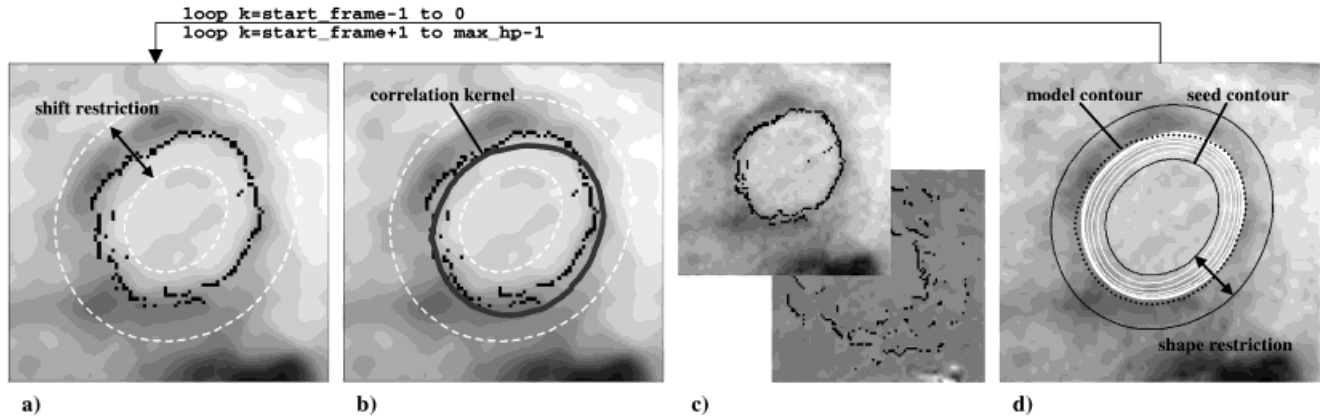 loop k=start_frame-1 to 0
loop k=start_frame+1 to max_hp-1
shift restriction
correlation kernel
model contour
seed contour
shape restriction
a)
b)
c)
d)